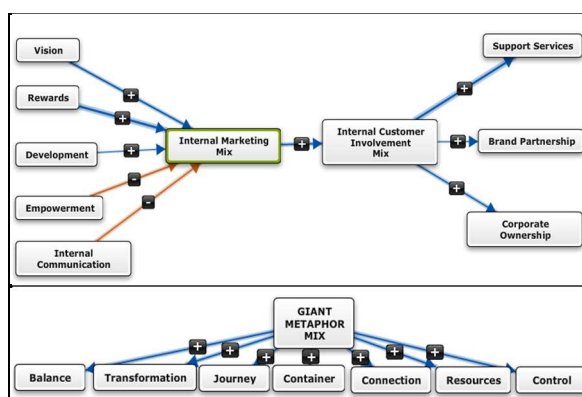 Vision
Rewards
Development
Empowerment
Internal
Communication
+
+
+
-
-
Internal Marketing
Mix
+
Internal Customer
Involvement
Mix
+
+
+
Support Services
Brand Partnership
Corporate
Ownership
GIANT
METAPHOR
MIX
+ + + + + + +
Balance Transformation Journey Container Connection Resources Control